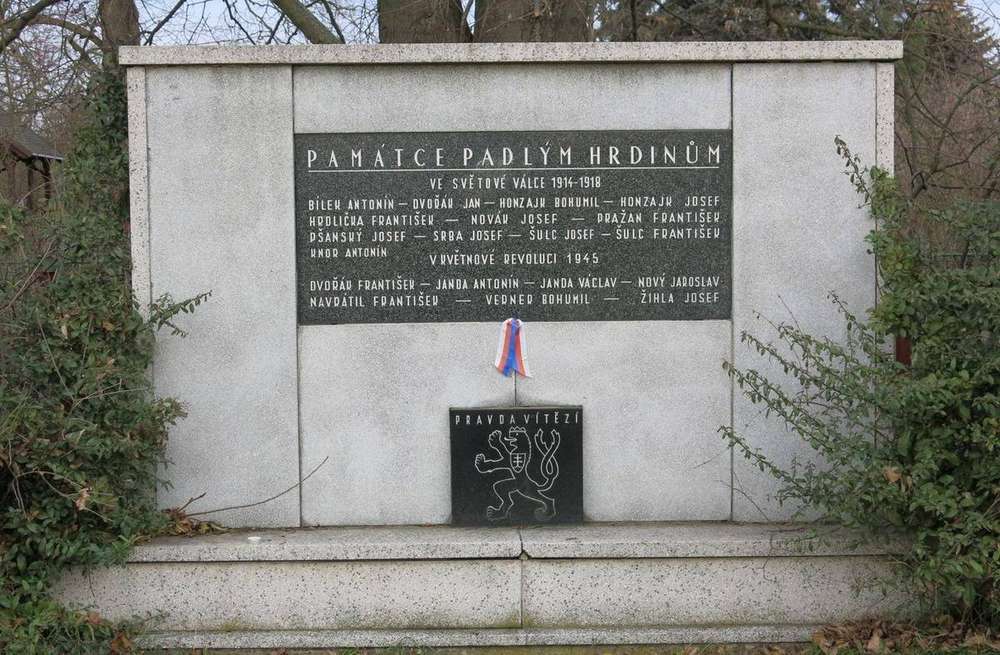 PAMÁTCE PADLÝM HRDINŮM
VE SVĚTOVÉ VÁLCE 1914-1918
BÍLEK ANTONÍN – DVOŘÁK JAN – HONZAJK BOHUMIL – HONZAJK JOSEF
HRDLIČKA FRANTIŠEK – NOVÁK JOSEF – PRAŽAN FRANTIŠEK
PŠANSKÝ JOSEF – SRBA JOSEF – ŠULC JOSEF – ŠULC FRANTIŠEK
KNOR ANTONÍN
V KVĚTNOVÉ REVOLUCI 1945
DVOŘÁK FRANTIŠEK – JANDA ANTONÍN – JANDA VÁCLAV – NOVÝ JAROSLAV
NAVRÁTIL FRANTIŠEK – VERNER BOHUMIL – ŽIHLA JOSEF
PRAVDA VÍTĚZÍ